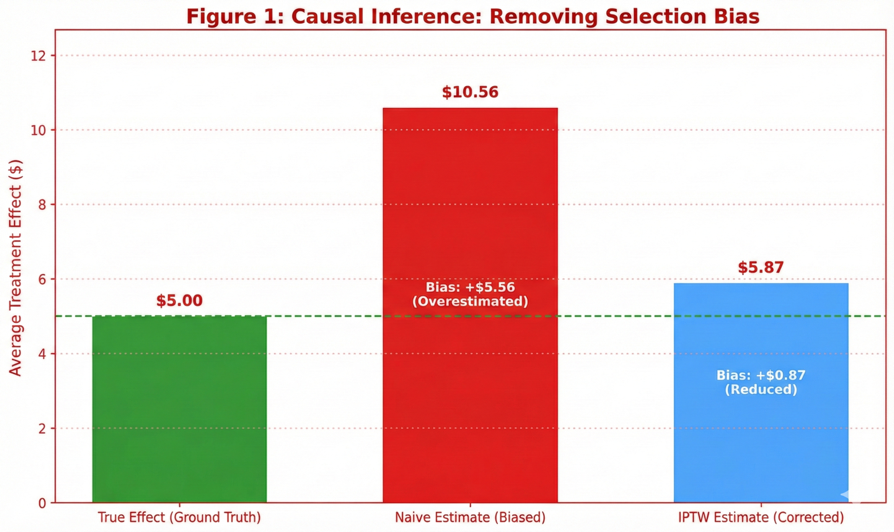 Figure 1: Causal Inference: Removing Selection Bias
Average Treatment Effect ($)
12
10
8
6
4
2
0
$5.00
$10.56
Bias: +$5.56
(Overestimated)
$5.87
Bias: +$0.87
(Reduced)
True Effect (Ground Truth)
Naive Estimate (Biased)
IPTW Estimate (Corrected)